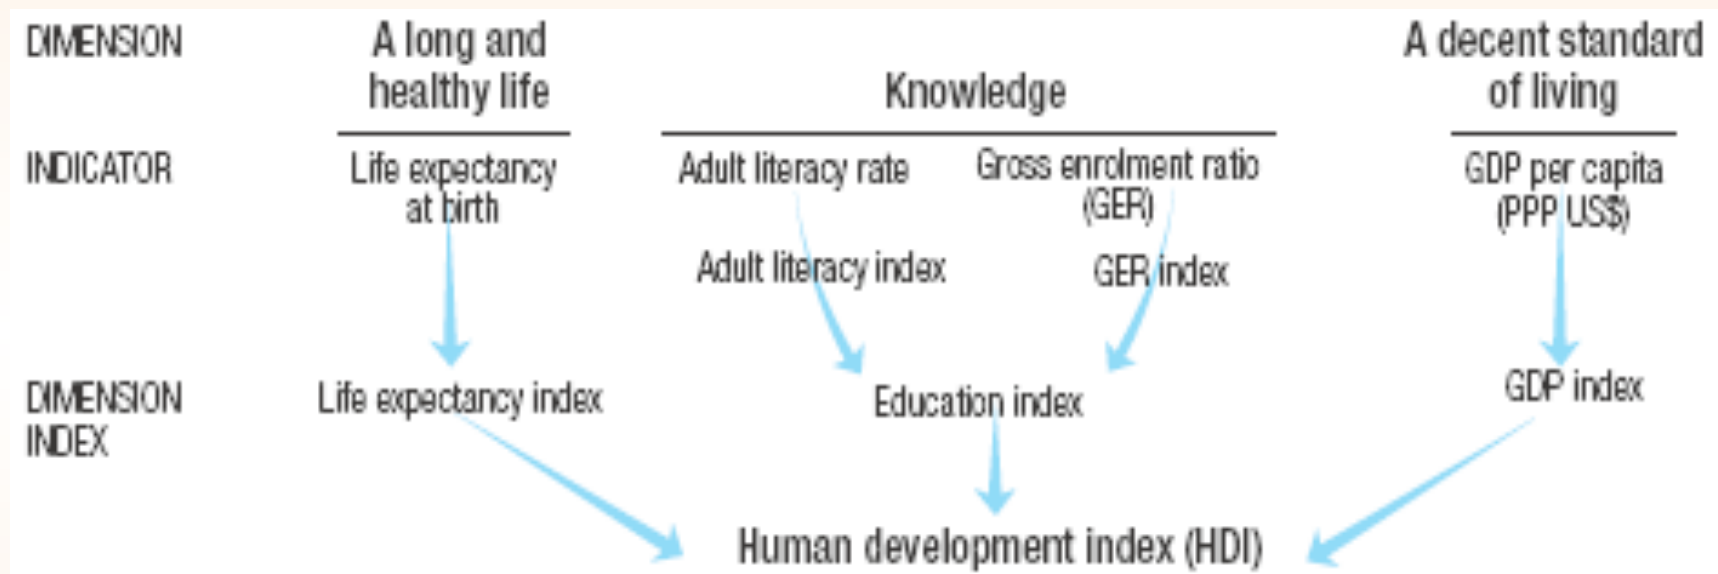 DIMENSION
A long and
healthy life
Knowledge
A decent standard
of living
INDICATOR
Life expectancy
at birth
Adult literacy rate
Gross enrolment ratio
(GER)
GDP per capita
(PPP US$)
Adult literacy index
GER index
DIMENSION
INDEX
Life expectancy index
Education index
GDP index
Human development index (HDI)